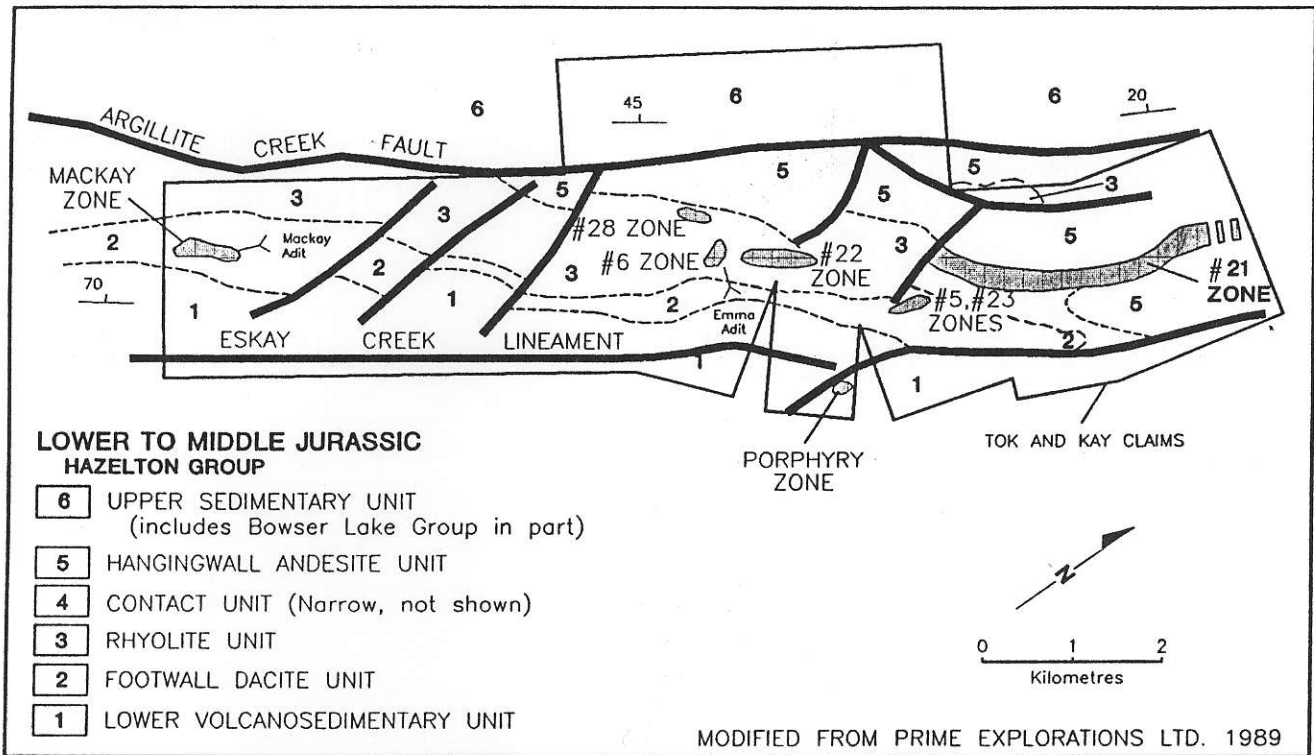 6
45
6
6
20
ARGILLITE CREEK FAULT
MACKAY
ZONE
3
5
5
5
3
3
#28 ZONE
5
2
Mackay
Adit
3
#6 ZONE
#22
ZONE
#21
ZONE
2
3
70
1
1
2
#5,#23
ZONES
5
Emma
Adit
2
ESKAY CREEK LINEAMENT
1
1
TOK AND KAY CLAIMS
PORPHYRY
ZONE
LOWER TO MIDDLE JURASSIC
HAZELTON GROUP
6 UPPER SEDIMENTARY UNIT
(includes Bowser Lake Group in part)
5 HANGINGWALL ANDESITE UNIT
4 CONTACT UNIT (Narrow, not shown)
3 RHYOLITE UNIT
2 FOOTWALL DACITE UNIT
1 LOWER VOLCANOSEDIMENTARY UNIT
N
0 1 2
Kilometres
MODIFIED FROM PRIME EXPLORATIONS LTD. 1989